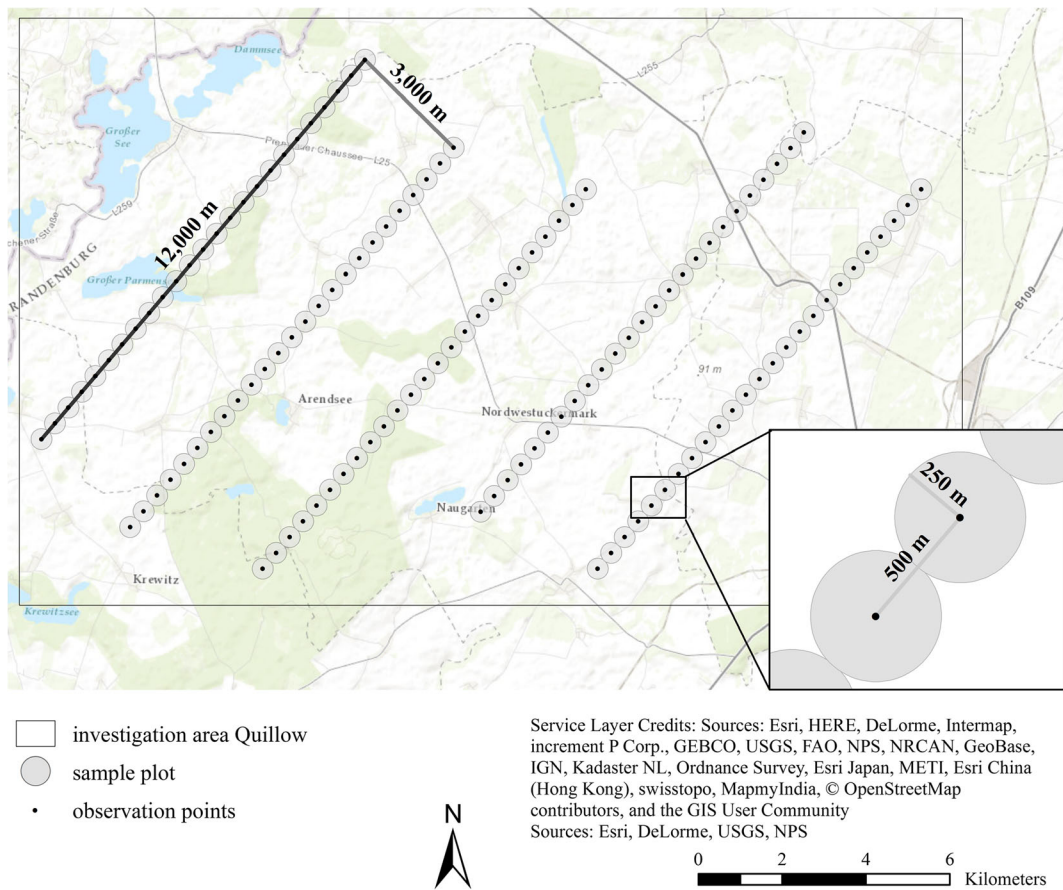 Dammsee
L255
3,000 m
Großer
See
Prenzlauer Chaussee
L25
L259
12,000 m
RANDENBURG
Großer Parmens
B109
91 m
Arendsee
Nordwestuckermark
250 m
Naugarten
500 m
Krewitz
Krewitzsee
investigation area Quillow
sample plot
observation points
N
Service Layer Credits: Sources: Esri, HERE, DeLorme, Intermap,
increment P Corp., GEBCO, USGS, FAO, NPS, NRCAN, GeoBase,
IGN, Kadaster NL, Ordnance Survey, Esri Japan, METI, Esri China
(Hong Kong), swisstopo, MapmyIndia, © OpenStreetMap
contributors, and the GIS User Community
Sources: Esri, DeLorme, USGS, NPS
0 2 4 6
Kilometers